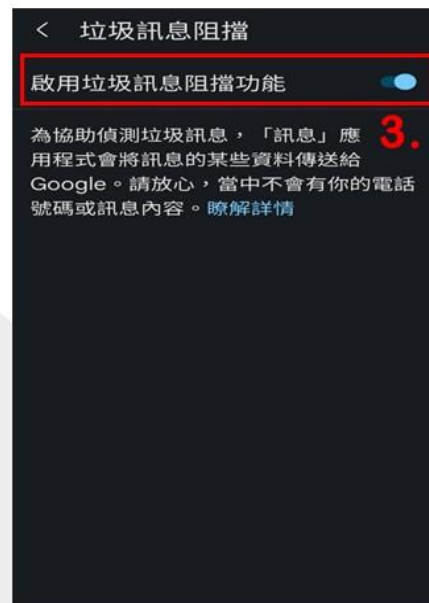 < 垃圾訊息阻擋
啟用垃圾訊息阻擋功能
3.
為協助偵測垃圾訊息，「訊息」應
用程式會將訊息的某些資料傳送給
Google。請放心，當中不會有你的電話
號碼或訊息內容。瞭解詳情